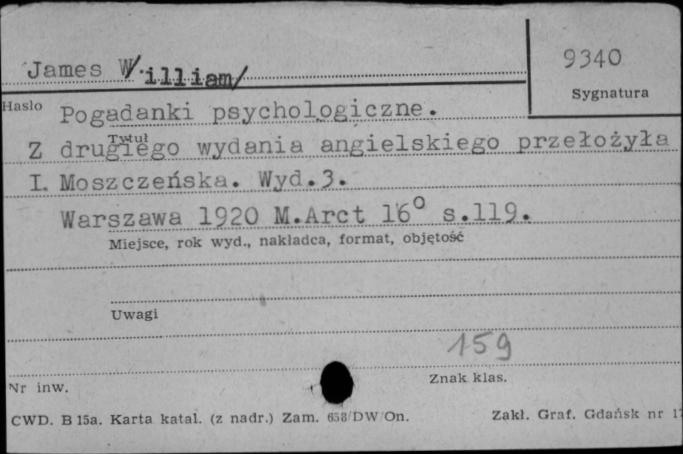 James W/illiam/
9340
Sygnatura
Hasło
Pogadanki psychologiczne.
Tytuł
Z drugiego wydania angielskiego przełożyła
I. Moszczeńska. Wyd.3.
Warszawa 1920 M.Arct 16° s.119.
Miejsce, rok wyd., nakładca, format, objętość
Uwagi
159
Nr inw.
Znak klas.
CWD. B 15a. Karta katal. (z nadr.) Zam. 658/DW/On.
Zakł. Graf. Gdańsk nr